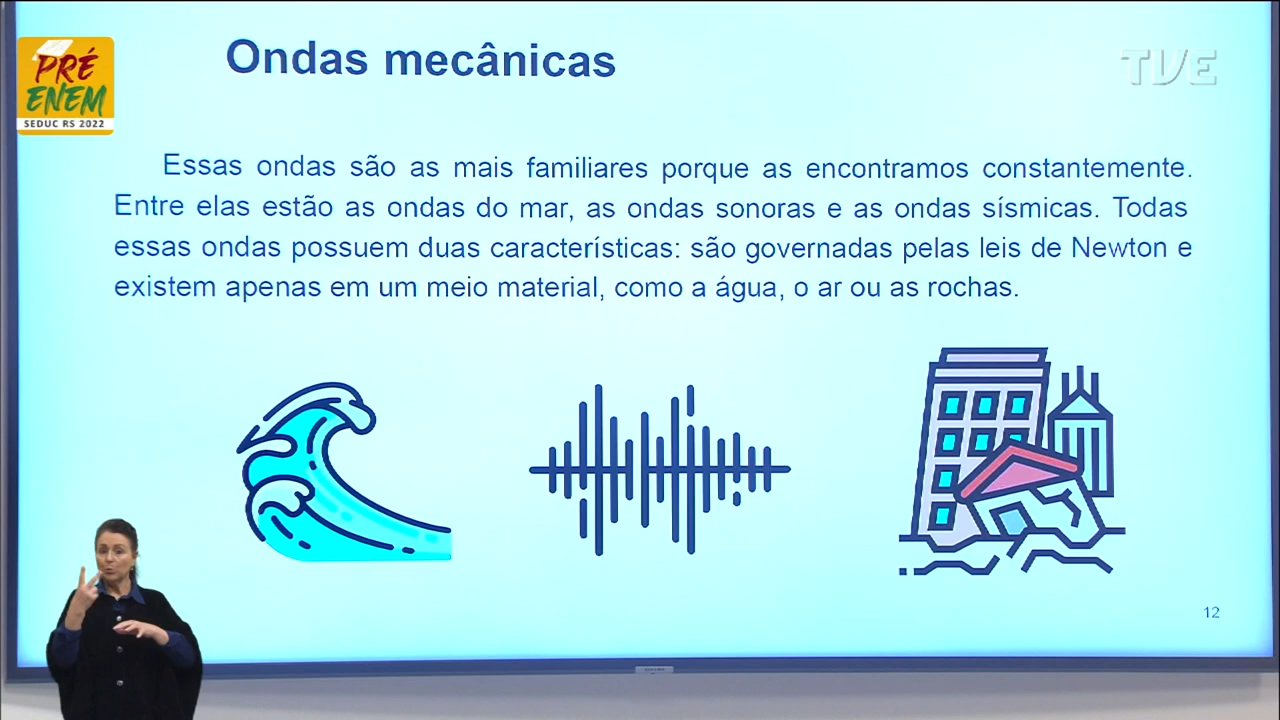 Ondas mecânicas
PRÉ
ENEM
SEDUC RS 2022
TVE
Essas ondas são as mais familiares porque as encontramos constantemente.
Entre elas estão as ondas do mar, as ondas sonoras e as ondas sísmicas. Todas
essas ondas possuem duas características: são governadas pelas leis de Newton e
existem apenas em um meio material, como a água, o ar ou as rochas.
12